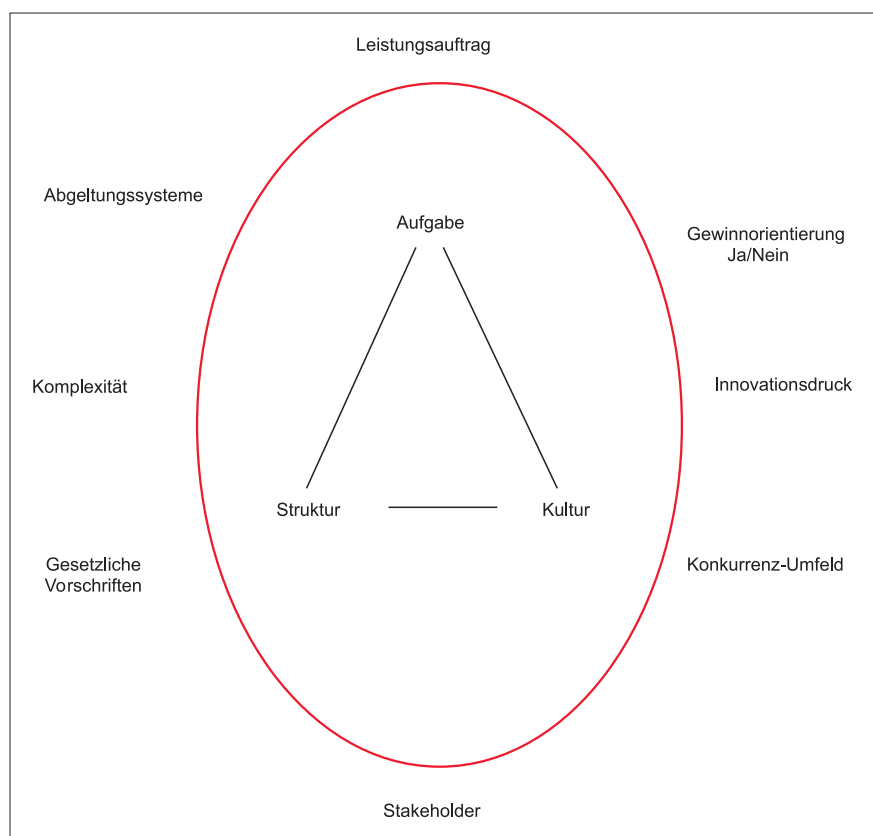 Leistungsauftrag
Abgeltungssysteme
Aufgabe
Gewinnorientierung
Ja/Nein
Komplexität
Innovationsdruck
Struktur
Kultur
Gesetzliche
Vorschriften
Konkurrenz-Umfeld
Stakeholder